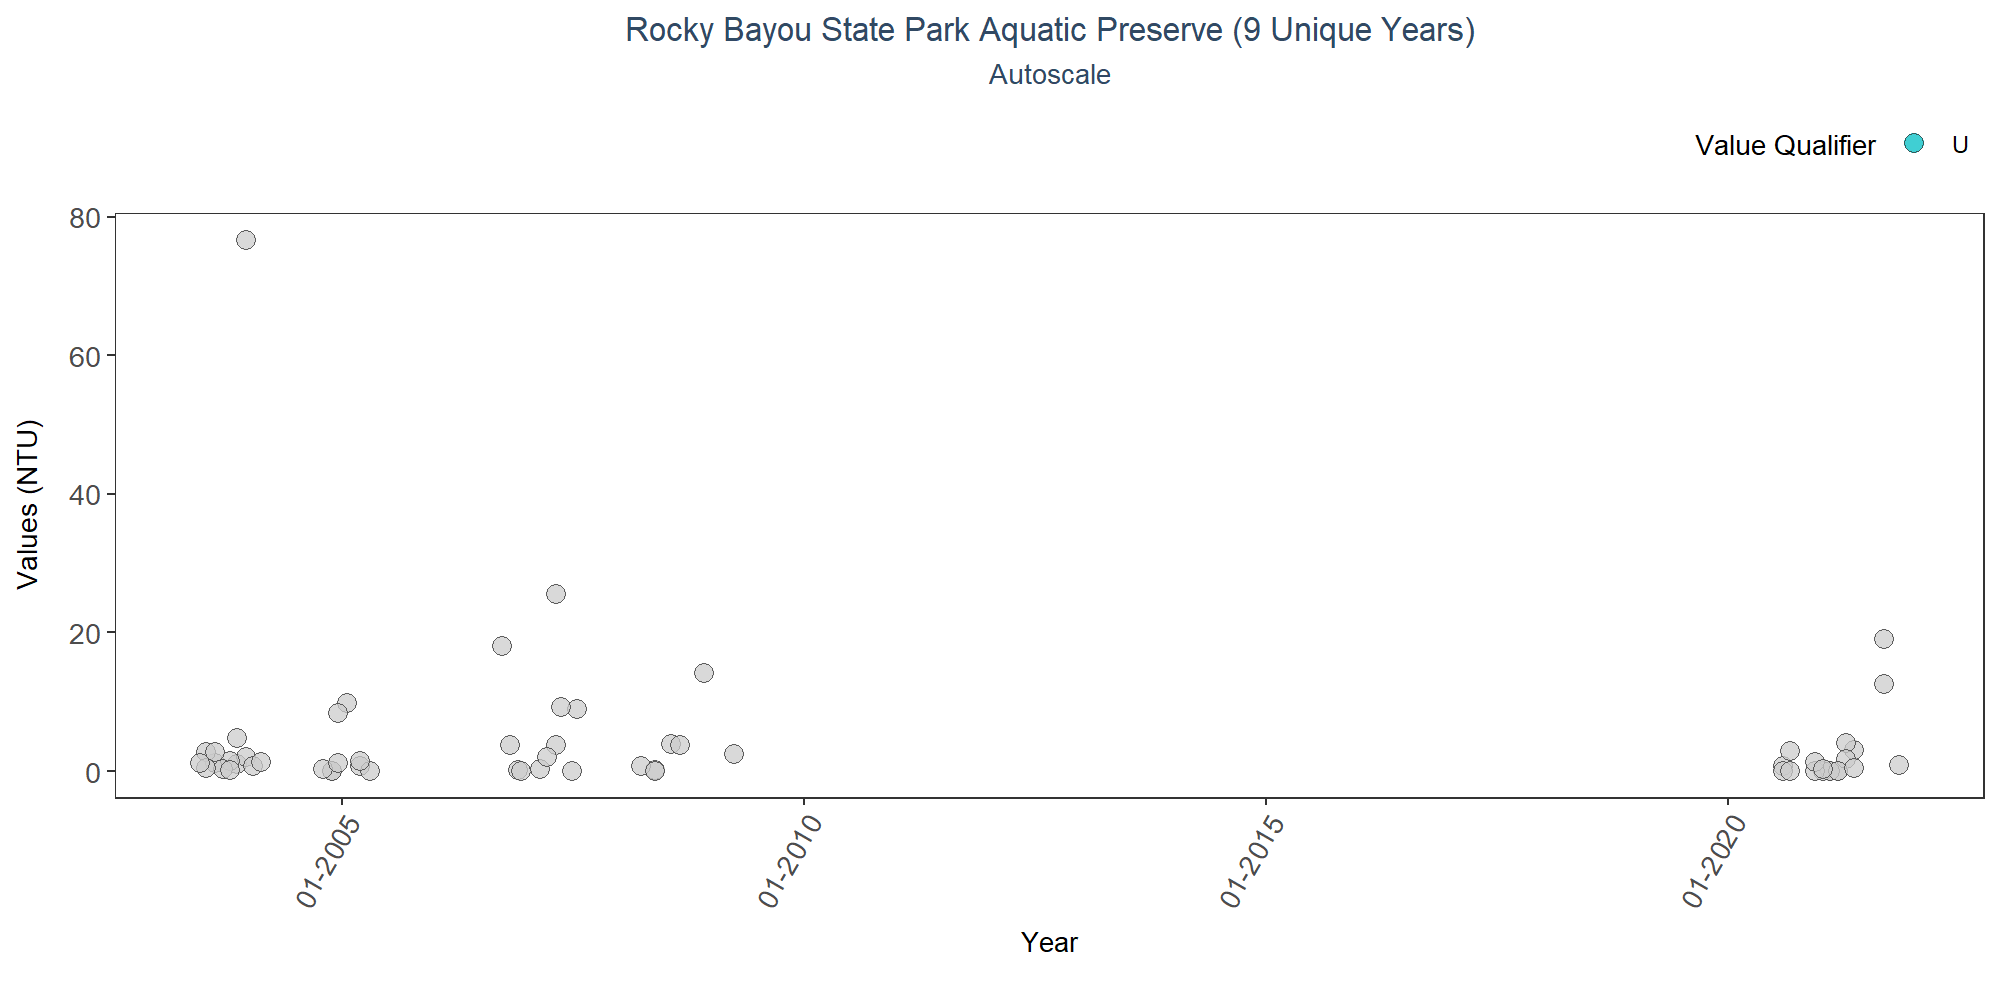 Rocky Bayou State Park Aquatic Preserve (9 Unique Years)
Autoscale
Value Qualifier U
80
60
40
20
0
Values (NTU)
01-2005
01-2010
01-2015
01-2020
Year